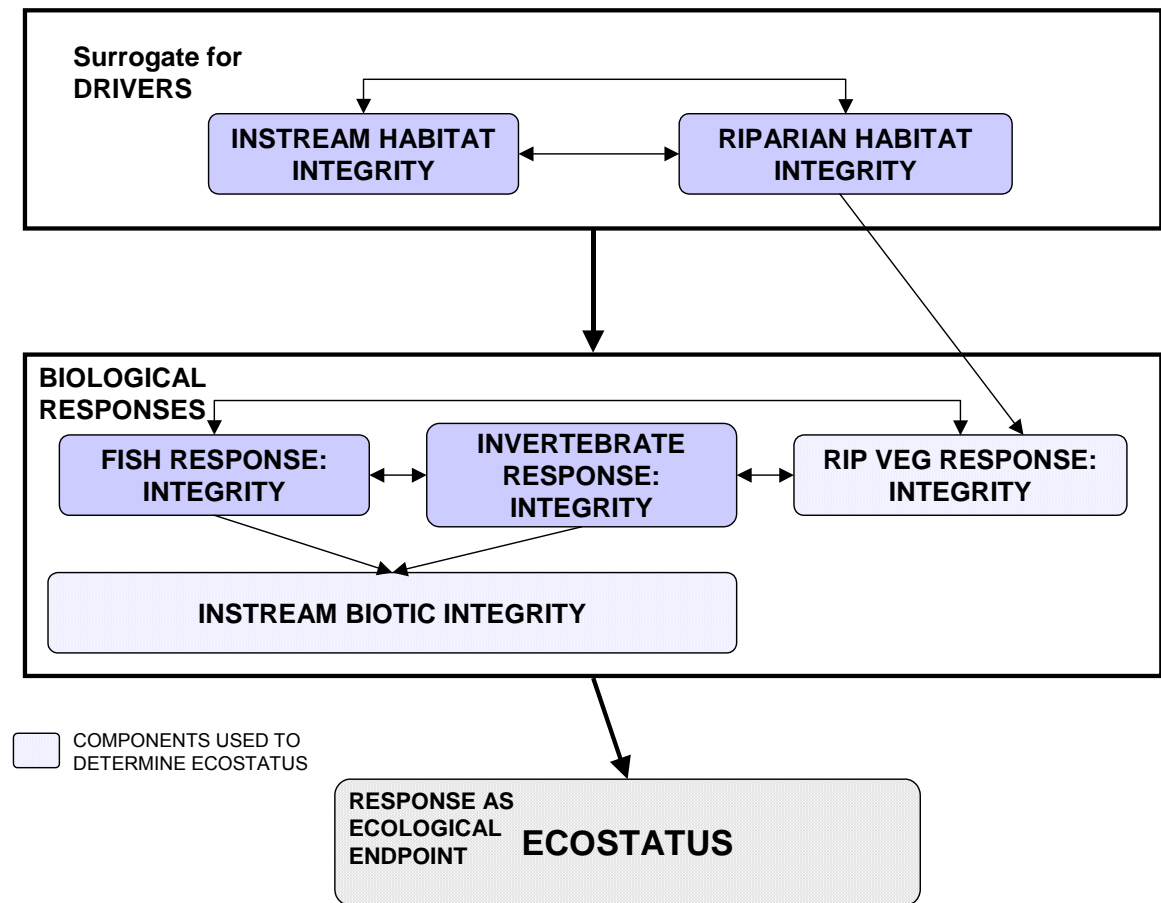 Surrogate for
DRIVERS
INSTREAM HABITAT
INTEGRITY
RIPARIAN HABITAT
INTEGRITY
BIOLOGICAL
RESPONSES
FISH RESPONSE:
INTEGRITY
INVERTEBRATE
RESPONSE:
INTEGRITY
RIP VEG RESPONSE:
INTEGRITY
INSTREAM BIOTIC INTEGRITY
COMPONENTS USED TO
DETERMINE ECOSTATUS
RESPONSE AS
ECOLOGICAL
ENDPOINT
ECOSTATUS